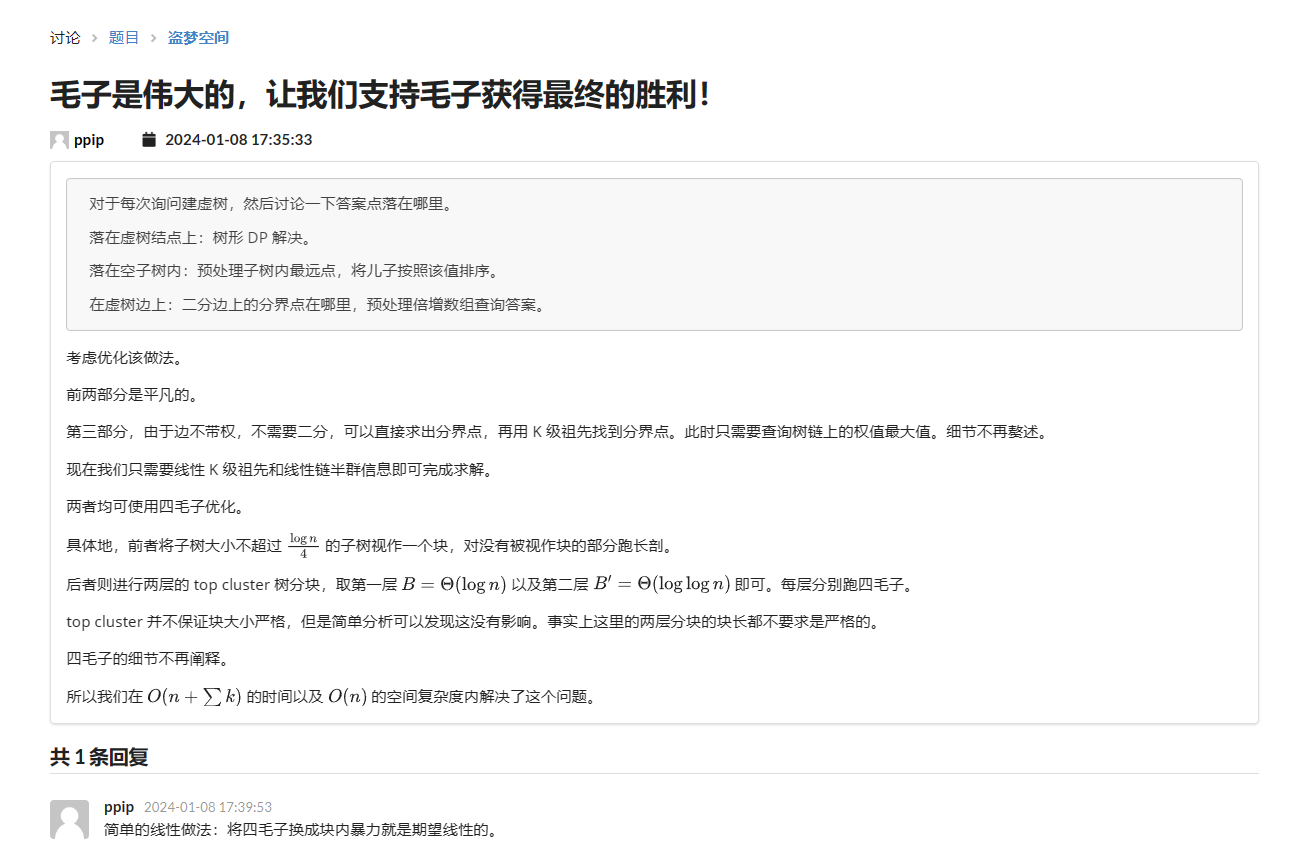 讨论 > 题目 > 盗梦空间
毛子是伟大的，让我们支持毛子获得最终的胜利！
ppip 2024-01-08 17:35:33
对于每次询问建虚树，然后讨论一下答案点落在哪里。
落在虚树结点上：树形 DP 解决。
落在空子树内：预处理子树内最远点，将儿子按照该值排序。
在虚树边上：二分边上的分界点在哪里，预处理倍增数组查询答案。
考虑优化该做法。
前两部分是平凡的。
第三部分，由于边不带权，不需要二分，可以直接求出分界点，再用 K 级祖先找到分界点。此时只需要查询树链上的权值最大值。细节不再赘述。
现在我们只需要线性 K 级祖先和线性链半群信息即可完成求解。
两者均可使用四毛子优化。
具体地，前者将子树大小不超过 $\frac{\log n}{4}$ 的子树视作一个块，对没有被视作块的部分跑长剖。
后者则进行两层的 top cluster 树分块，取第一层 $B = \Theta(\log n)$ 以及第二层 $B' = \Theta(\log \log n)$ 即可。每层分别跑四毛子。
top cluster 并不保证块大小严格，但是简单分析可以发现这没有影响。事实上这里的两层分块的块长都不要求是严格的。
四毛子的细节不再阐释。
所以我们在 $O(n + \sum k)$ 的时间以及 $O(n)$ 的空间复杂度内解决了这个问题。
共 1 条回复
ppip 2024-01-08 17:39:53
简单的线性做法：将四毛子换成块内暴力就是期望线性的。